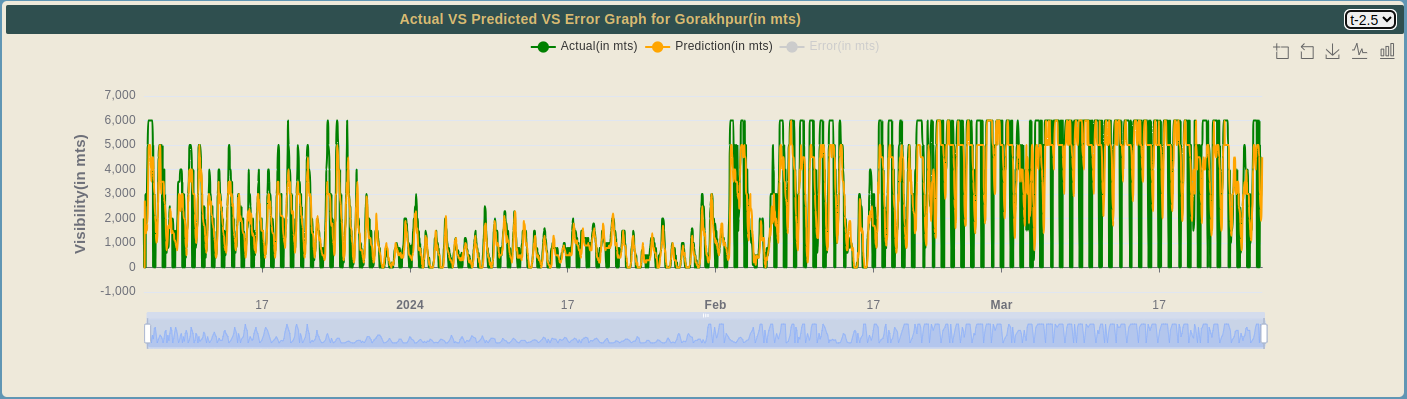 Actual VS Predicted VS Error Graph for Gorakhpur(in mts)
t-2.5
Actual(in mts) Prediction(in mts) Error(in mts)
Visibility(in mts)
7,000
6,000
5,000
4,000
3,000
2,000
1,000
0
-1,000
17 2024 17 Feb 17 Mar 17